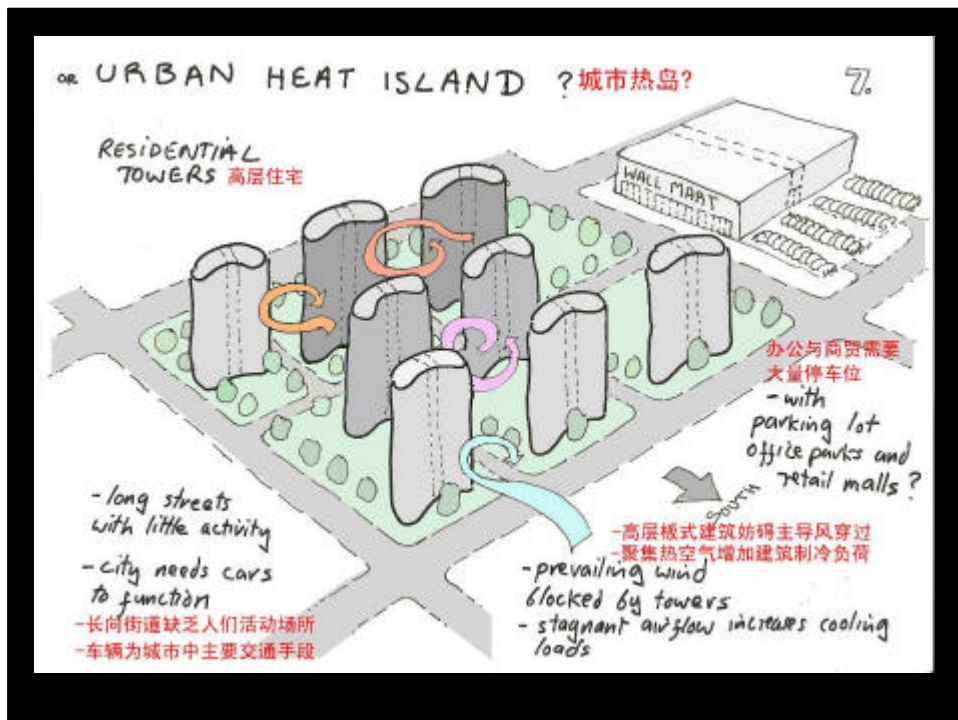 OR URBAN HEAT ISLAND ? 城市热岛?
7.
RESIDENTIAL
TOWERS 高层住宅
WALL MART
办公与商贸需要
大量停车位
- with
parking lot
office parks and
retail malls ?
SOUTH
- long streets
with little activity
- city needs cars
to function
-长向街道缺乏人们活动场所
-车辆为城市中主要交通手段
-高层板式建筑妨碍主导风穿过
-聚集热空气增加建筑制冷负荷
- prevailing wind
blocked by towers
- stagnant airflow increases cooling
loads